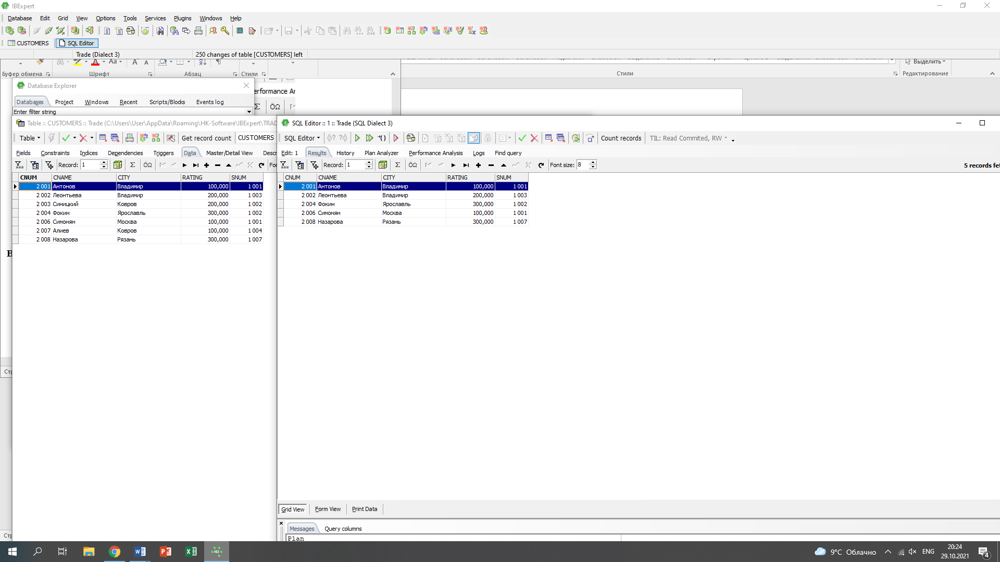 IBExpert
Database Edit Grid View Options Tools Services Plugins Windows Help
CUSTOMERS SQL Editor
Trade (Dialect 3) 250 changes of table [CUSTOMERS] left
Aa A A Выделить
Буфер обмена Шрифт Абзац Стили Стили Редактирование
Database Explorer
erformance Ar
Databases Project Windows Recent Scripts/Blocks Events log
Σ ÖΩ
Enter filter string
Table :: CUSTOMERS :: Trade (C:\Users\User\AppData\Roaming\HK-Software\IBExpert\TRAD
Table Get record count CUSTOMERS
Fields Constraints Indices Dependencies Triggers Data Master/Detail View Descr
Record: 1 Σ ÖΩ For
CNUM CNAME CITY RATING SNUM
2 001 Антонов Владимир 100,000 1 001
2 002 Леонтьева Владимир 200,000 1 003
2 003 Синицкий Ковров 200,000 1 002
2 004 Фокин Ярославль 300,000 1 002
2 006 Симонян Москва 100,000 1 001
2 007 Алиев Ковров 100,000 1 004
2 008 Назарова Рязань 300,000 1 007
В
Стр
Стр
SQL Editor :: 1 :: Trade (SQL Dialect 3)
SQL Editor Count records TIL: Read Commited, RW
Edit: 1 Results History Plan Analyzer Performance Analysis Logs Find query
Record: 1 Σ ÖΩ Font size: 8 5 records fet
CNUM CNAME CITY RATING SNUM
2 001 Антонов Владимир 100,000 1 001
2 002 Леонтьева Владимир 200,000 1 003
2 004 Фокин Ярославль 300,000 1 002
2 006 Симонян Москва 100,000 1 001
2 008 Назарова Рязань 300,000 1 007
Grid View Form View Print Data
Messages Query columns
Plan
9°C Облачно ENG 20:24
29.10.2021 4